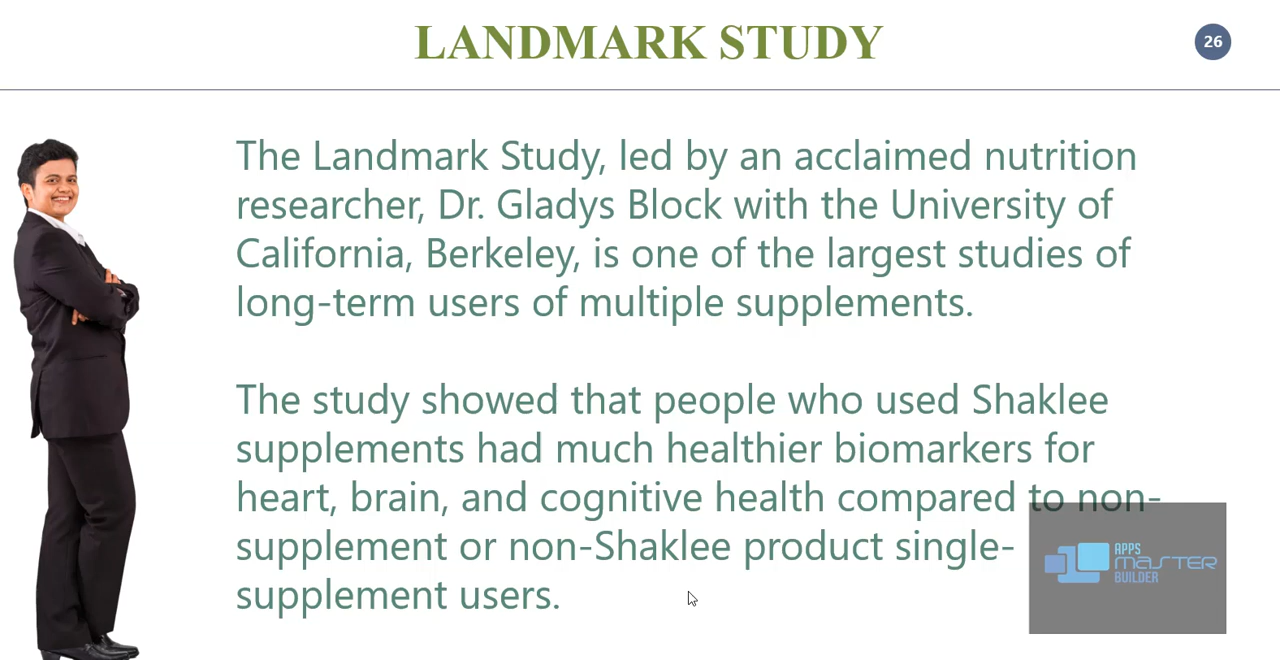 LANDMARK STUDY
26
The Landmark Study, led by an acclaimed nutrition
researcher, Dr. Gladys Block with the University of
California, Berkeley, is one of the largest studies of
long-term users of multiple supplements.
The study showed that people who used Shaklee
supplements had much healthier biomarkers for
heart, brain, and cognitive health compared to non-
supplement or non-Shaklee product single-
supplement users.
APPS
MASTER
BUILDER